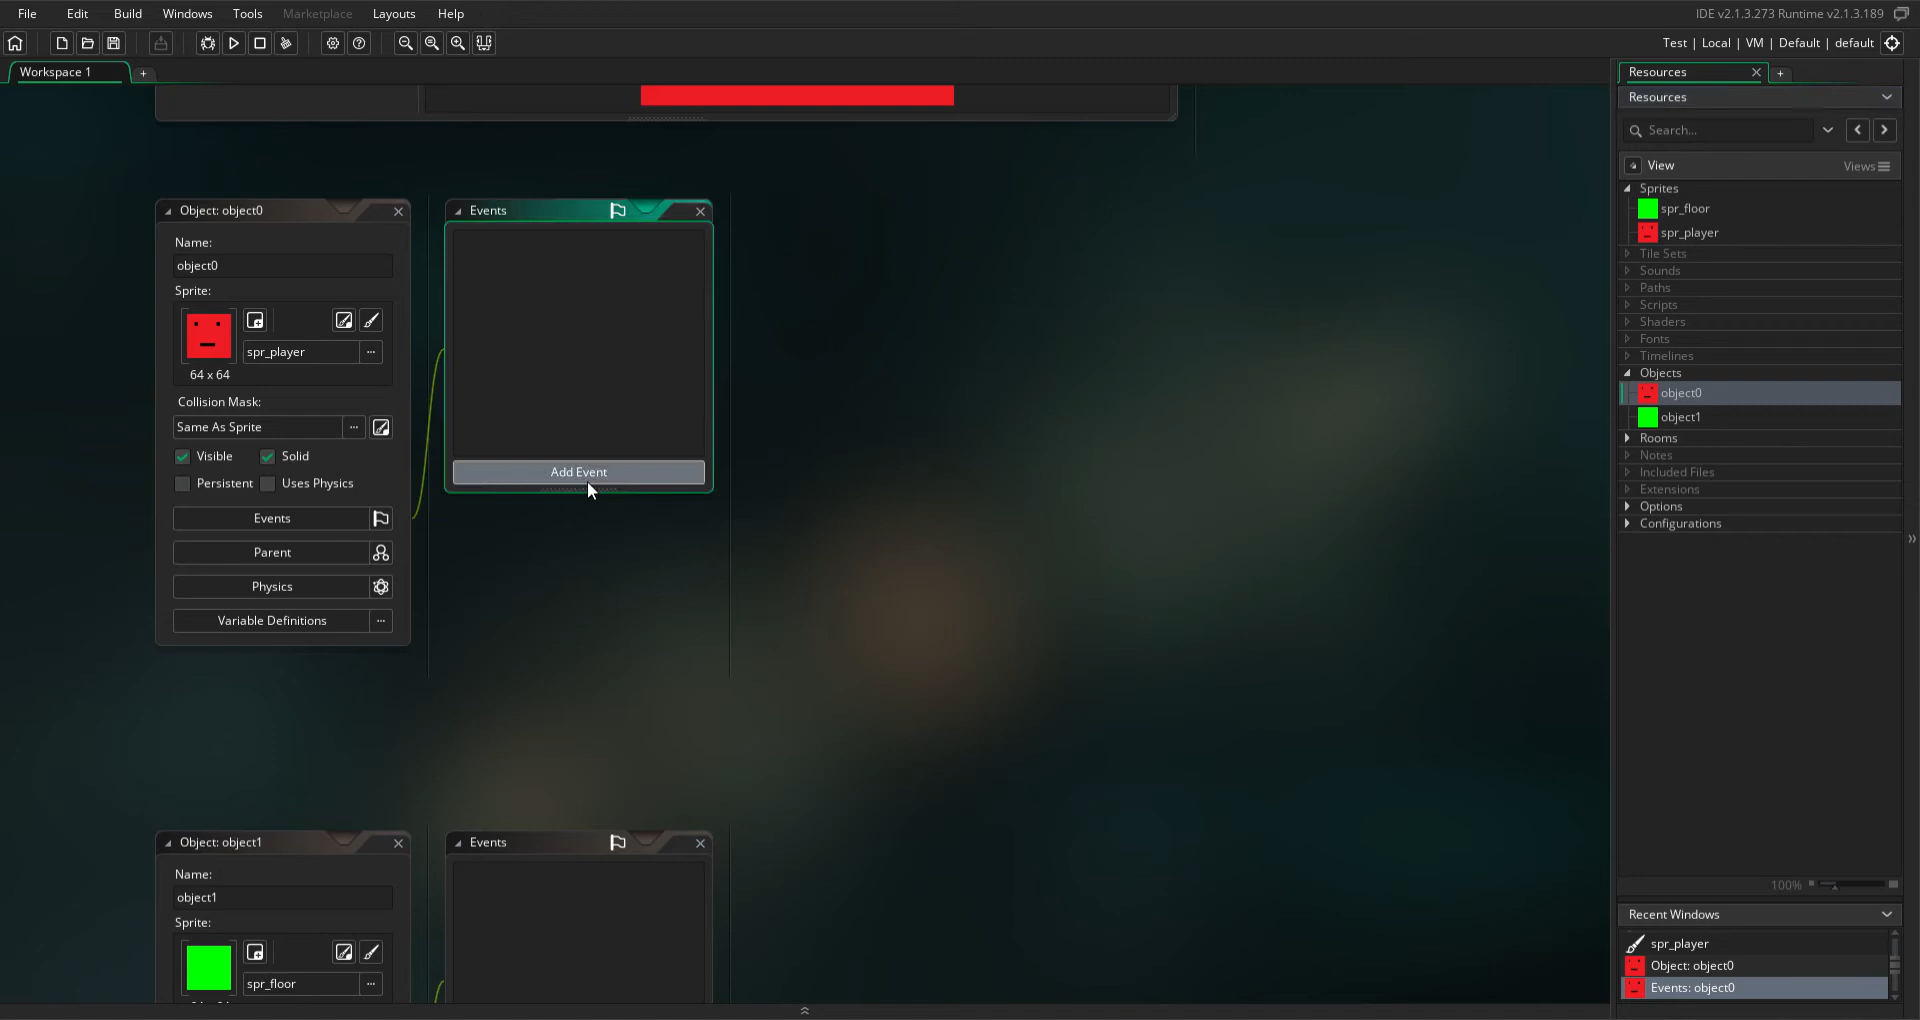 File Edit Build Windows Tools Marketplace Layouts Help IDE v2.1.3.273 Runtime v2.1.3.189
Test | Local | VM | Default | default
Workspace 1 +
Resources +
Resources
Search...
View Views
Sprites
spr_floor
spr_player
Tile Sets
Sounds
Paths
Scripts
Shaders
Fonts
Timelines
Objects
object0
object1
Rooms
Notes
Included Files
Extensions
Options
Configurations
100%
Recent Windows
spr_player
Object: object0
Events: object0
Object: object0
Name:
object0
Sprite:
spr_player ...
64 x 64
Collision Mask:
Same As Sprite ...
Visible Solid
Persistent Uses Physics
Events
Parent
Physics
Variable Definitions ...
Events
Add Event
Object: object1
Name:
object1
Sprite:
spr_floor ...
Events